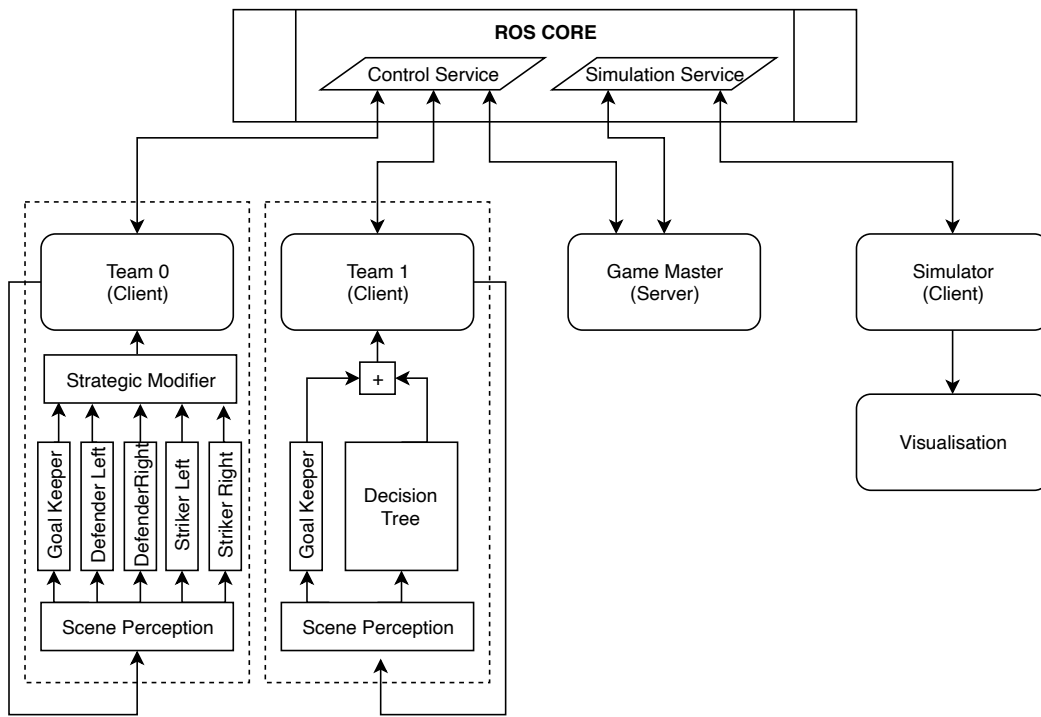 ROS CORE
Control Service
Simulation Service
Team 0
(Client)
Team 1
(Client)
Game Master
(Server)
Simulator
(Client)
Strategic Modifier
+
Visualisation
Goal Keeper
Defender Left
DefenderRight
Striker Left
Striker Right
Goal Keeper
Decision
Tree
Scene Perception
Scene Perception